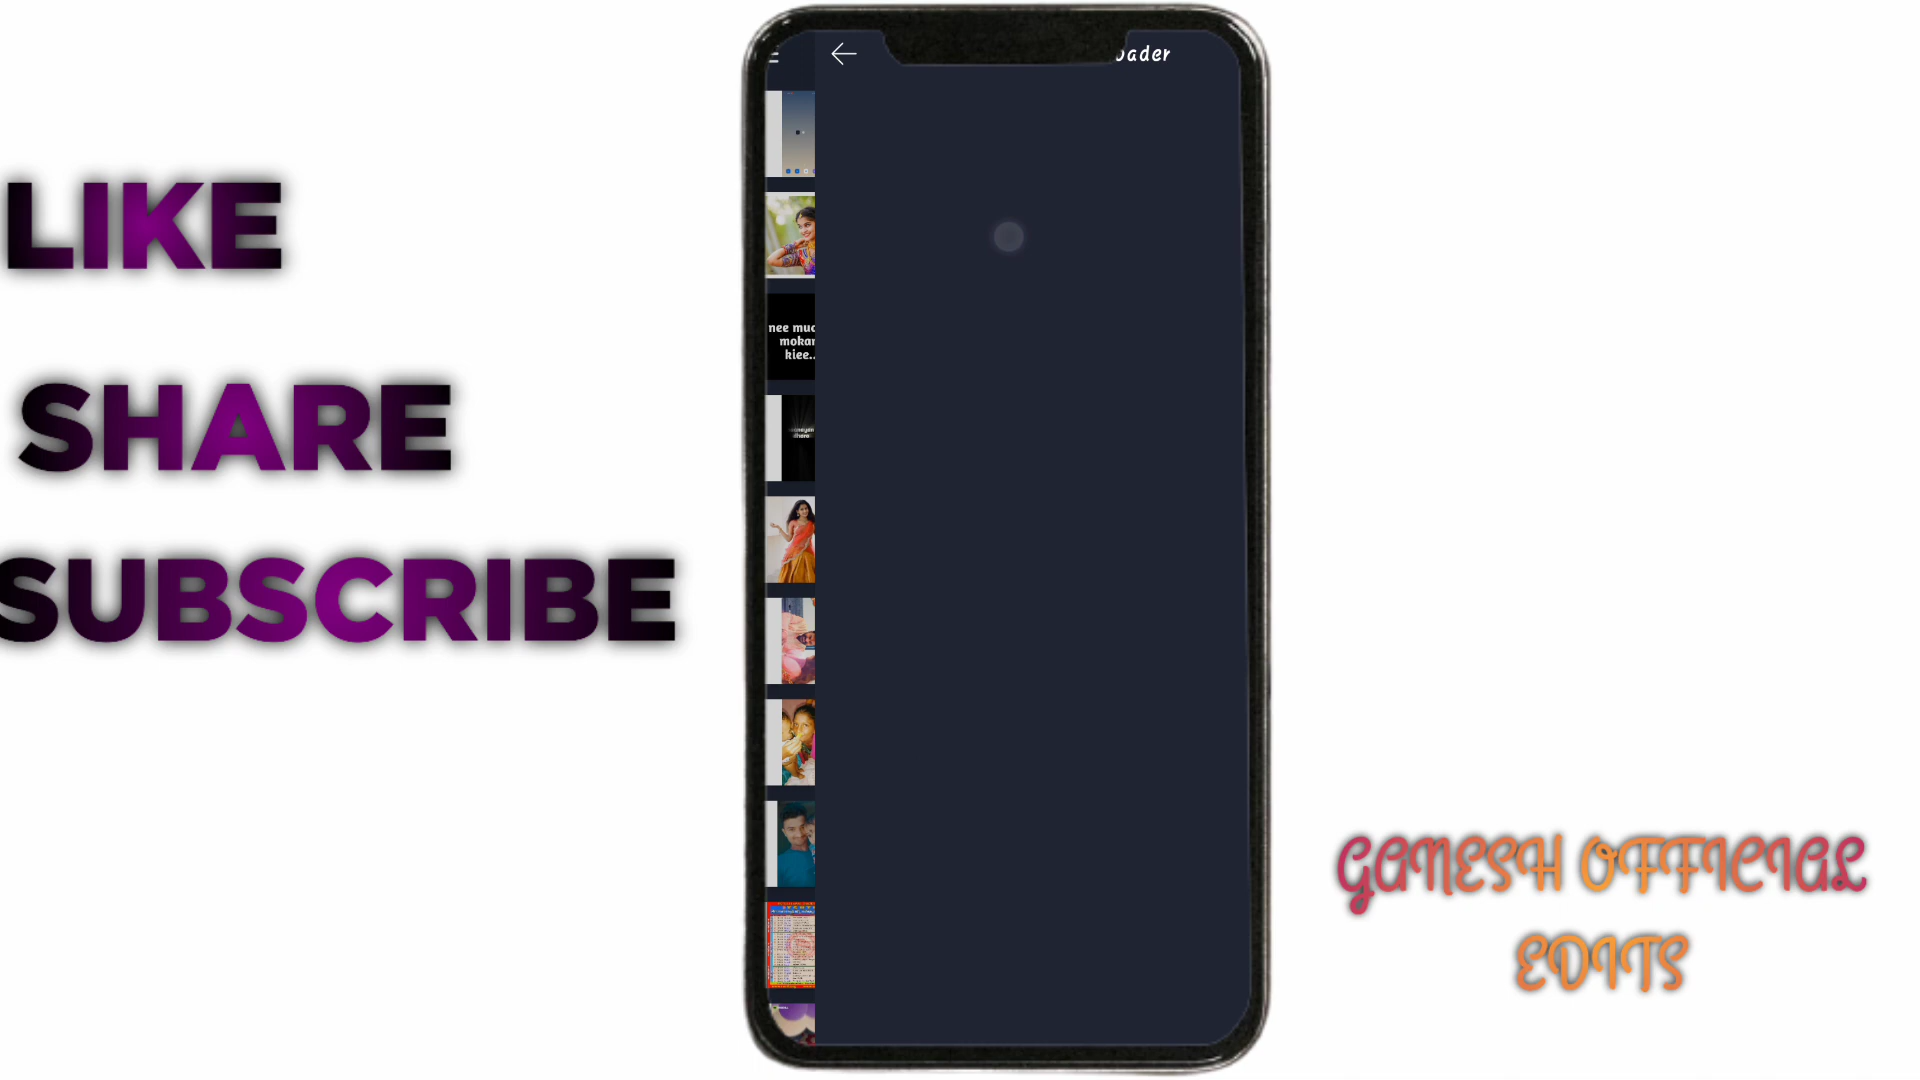 LIKE
SHARE
SUBSCRIBE
oader
nee muc
mokar
kiee..
GANESH OFFICIAL
EDITS